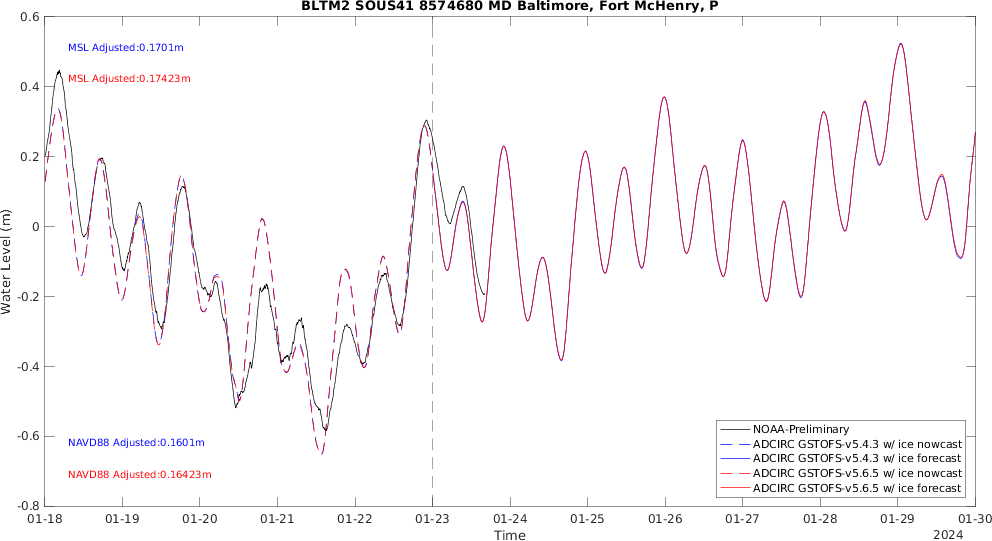 BLTM2 SOUS41 8574680 MD Baltimore, Fort McHenry, P
MSL Adjusted:0.1701m
MSL Adjusted:0.17423m
NAVD88 Adjusted:0.1601m
NAVD88 Adjusted:0.16423m
Water Level (m)
0.6
0.4
0.2
0
-0.2
-0.4
-0.6
-0.8
NOAA-Preliminary
ADCIRC GSTOFS-v5.4.3 w/ ice nowcast
ADCIRC GSTOFS-v5.4.3 w/ ice forecast
ADCIRC GSTOFS-v5.6.5 w/ ice nowcast
ADCIRC GSTOFS-v5.6.5 w/ ice forecast
01-18 01-19 01-20 01-21 01-22 01-23 01-24 01-25 01-26 01-27 01-28 01-29 01-30
Time
2024